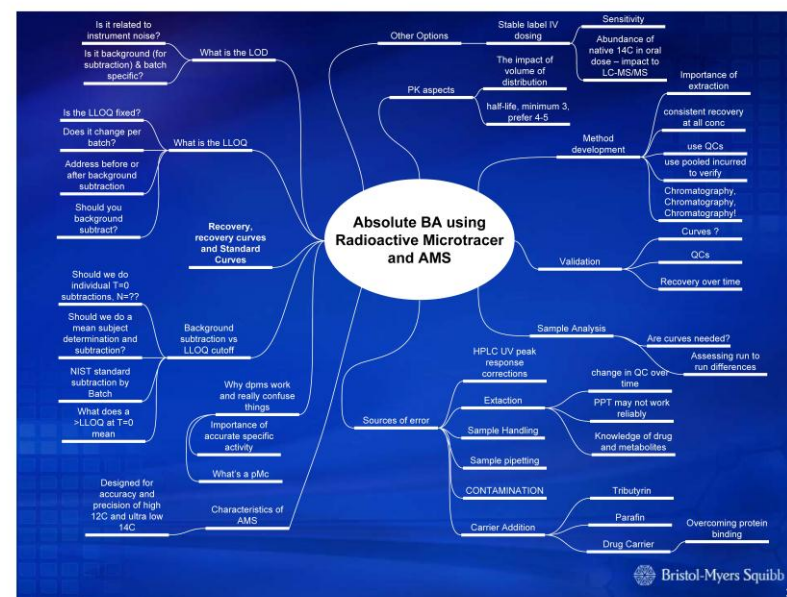 Is it related to
instrument noise?
Is it background (for
subtraction) & batch
specific?
What is the LOD
Is the LLOQ fixed?
Does it change per
batch?
Address before or
after background
subtraction
Should you
background
subtract?
What is the LLOQ
Recovery,
recovery curves
and Standard
Curves
Should we do
individual T=0
subtractions, N=??
Should we do a
mean subject
determination and
subtraction?
NIST standard
subtraction by
Batch
What does a
>LLOQ at T=0
mean
Background
subtraction vs
LLOQ cutoff
Why dpms work
and really confuse
things
Importance of
accurate specific
activity
What's a pMc
Designed for
accuracy and
precision of high
12C and ultra low
14C
Characteristics of
AMS
Absolute BA using
Radioactive Microtracer
and AMS
Other Options
Stable label IV
dosing
Sensitivity
Abundance of
native 14C in oral
dose – impact to
LC-MS/MS
PK aspects
The impact of
volume of
distribution
half-life, minimum 3,
prefer 4-5
Method
development
Importance of
extraction
consistent recovery
at all conc
use QCs
use pooled incurred
to verify
Chromatography,
Chromatography,
Chromatography!
Validation
Curves ?
QCs
Recovery over time
Sample Analysis
Are curves needed?
Assessing run to
run differences
Sources of error
HPLC UV peak
response
corrections
Extaction
change in QC over
time
PPT may not work
reliably
Knowledge of drug
and metabolites
Sample Handling
Sample pipetting
CONTAMINATION
Carrier Addition
Tributyrin
Parafin
Drug Carrier
Overcoming protein
binding
Bristol-Myers Squibb